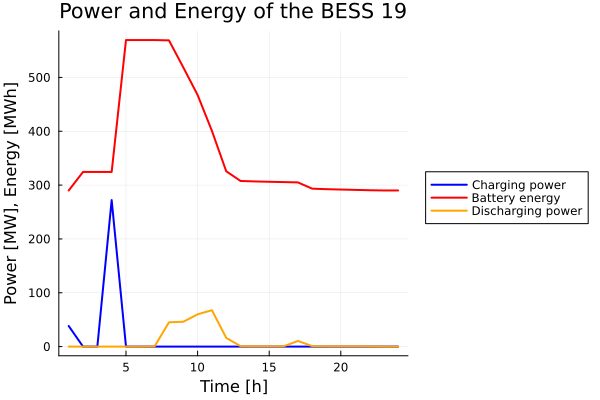 Power and Energy of the BESS 19
Power [MW], Energy [MWh]
500
400
300
200
100
0
5
10
15
20
Time [h]
Charging power
Battery energy
Discharging power